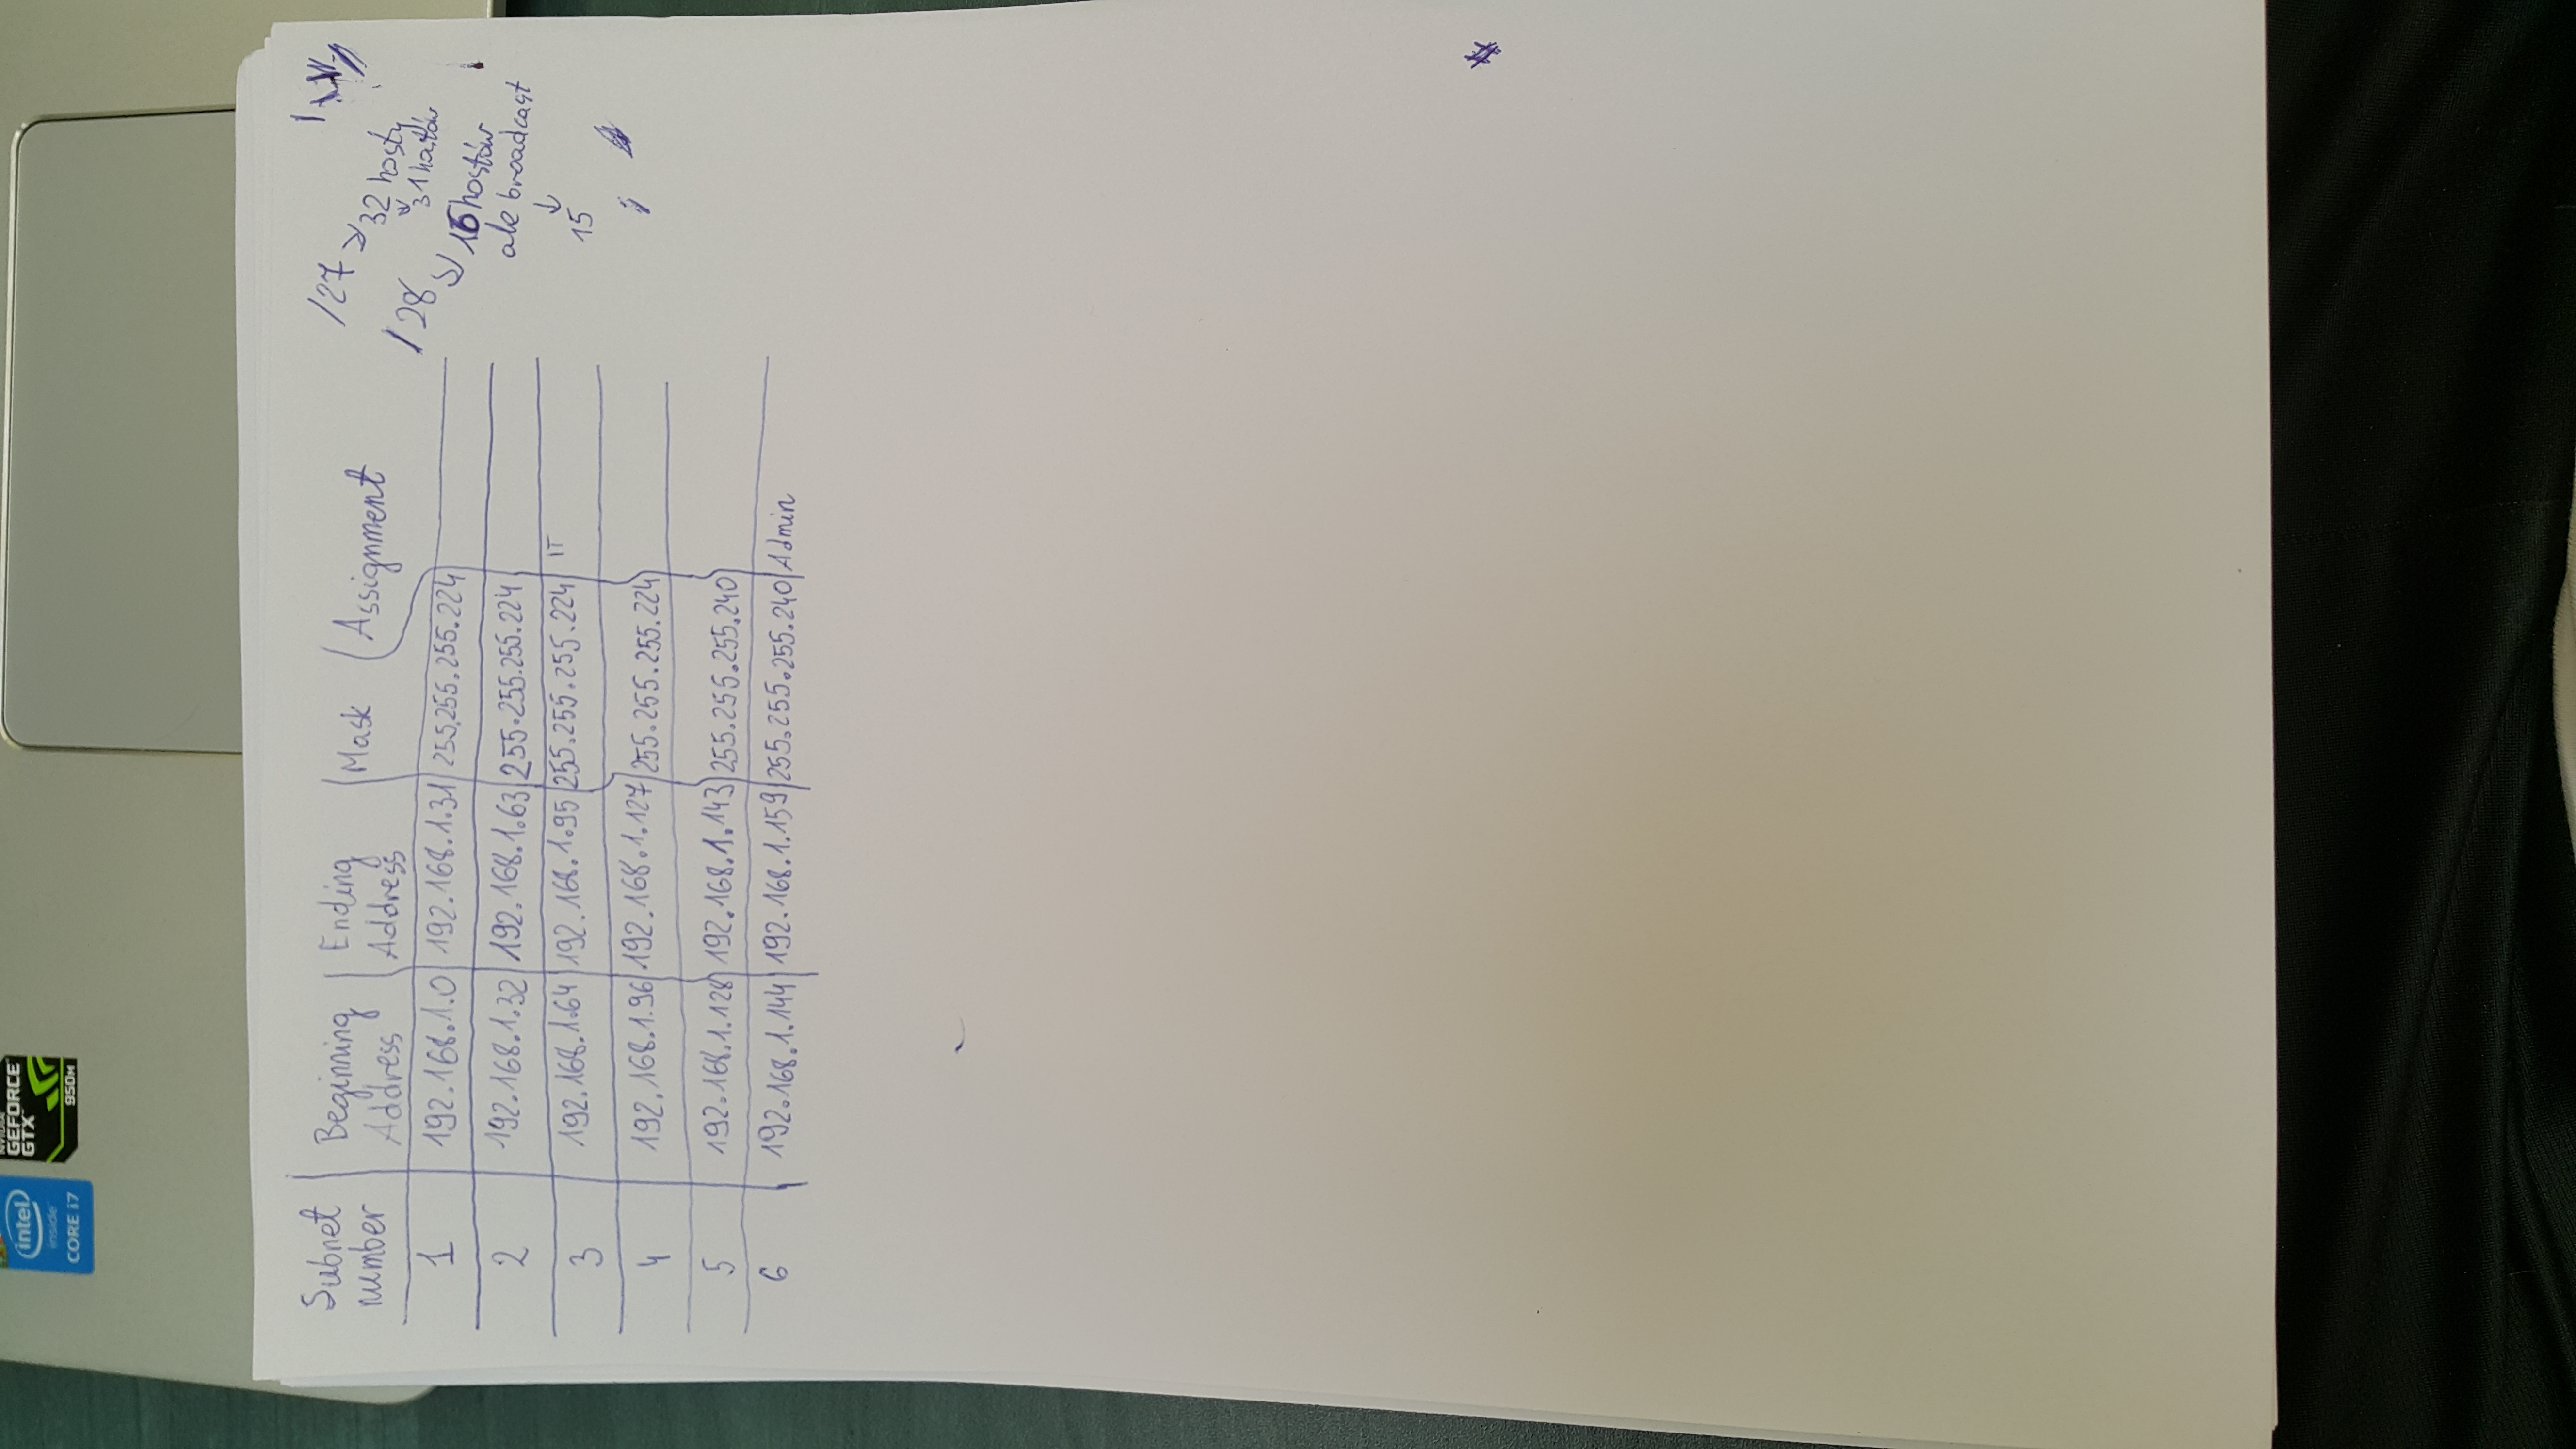 intel
inside
CORE i7
NVIDIA
GEFORCE
GTX
950M
Subnet number | Beginning Address | Ending Address | Mask | Assignment
1 | 192.168.1.0 | 192.168.1.31 | 255.255.255.224
2 | 192.168.1.32 | 192.168.1.63 | 255.255.255.224
3 | 192.168.1.64 | 192.168.1.95 | 255.255.255.224 | IT
4 | 192.168.1.96 | 192.168.1.127 | 255.255.255.224
5 | 192.168.1.128 | 192.168.1.143 | 255.255.255.240
6 | 192.168.1.144 | 192.168.1.159 | 255.255.255.240 | Admin
/27
32 hosty
31 hostów
/28
16 hostów
ale broadcast
15